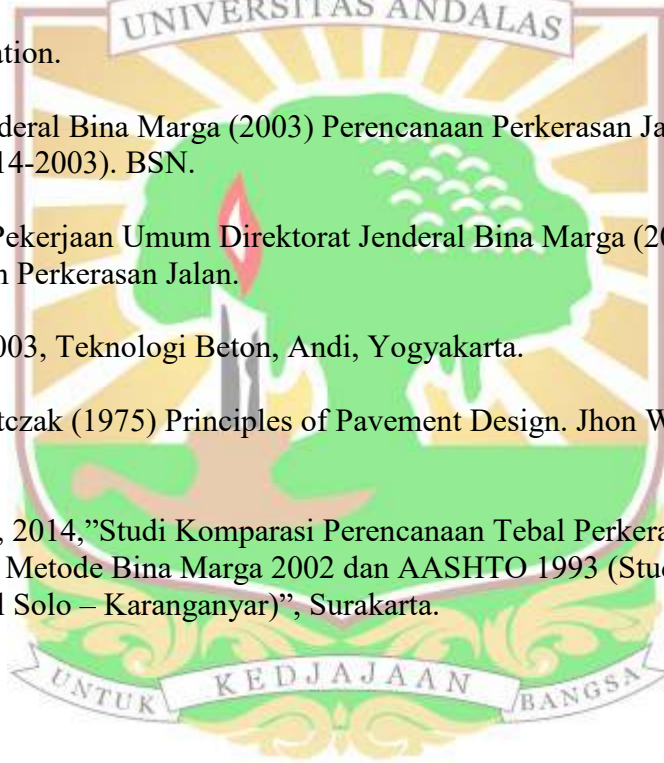 UNIVERSITAS ANDALAS
ation.
deral Bina Marga (2003) Perencanaan Perkerasan Ja
14-2003). BSN.
Pekerjaan Umum Direktorat Jenderal Bina Marga (20
n Perkerasan Jalan.
003, Teknologi Beton, Andi, Yogyakarta.
tczak (1975) Principles of Pavement Design. Jhon W
, 2014,”Studi Komparasi Perencanaan Tebal Perkera
Metode Bina Marga 2002 dan AASHTO 1993 (Stud
l Solo – Karanganyar)”, Surakarta.
UNTUK KEDJAJAAN BANGSA